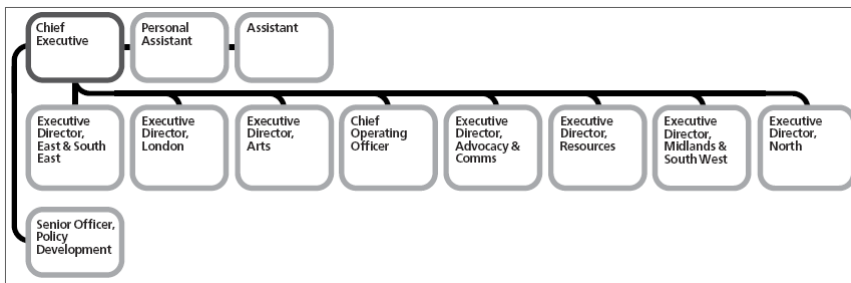 Chief
Executive
Personal
Assistant
Assistant
Executive
Director,
East & South
East
Executive
Director,
London
Executive
Director,
Arts
Chief
Operating
Officer
Executive
Director,
Advocacy &
Comms
Executive
Director,
Resources
Executive
Director,
Midlands &
South West
Executive
Director,
North
Senior Officer,
Policy
Development